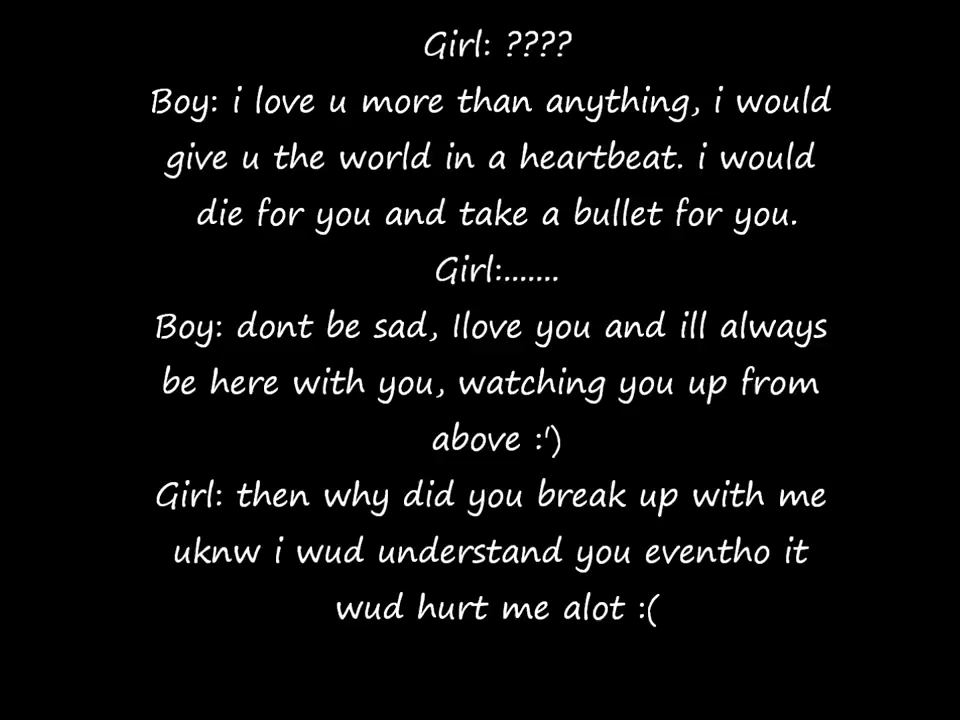 Girl: ????
Boy: i love u more than anything, i would
give u the world in a heartbeat. i would
die for you and take a bullet for you.
Girl:.......
Boy: dont be sad, Ilove you and ill always
be here with you, watching you up from
above :')
Girl: then why did you break up with me
uknw i wud understand you eventho it
wud hurt me alot :(